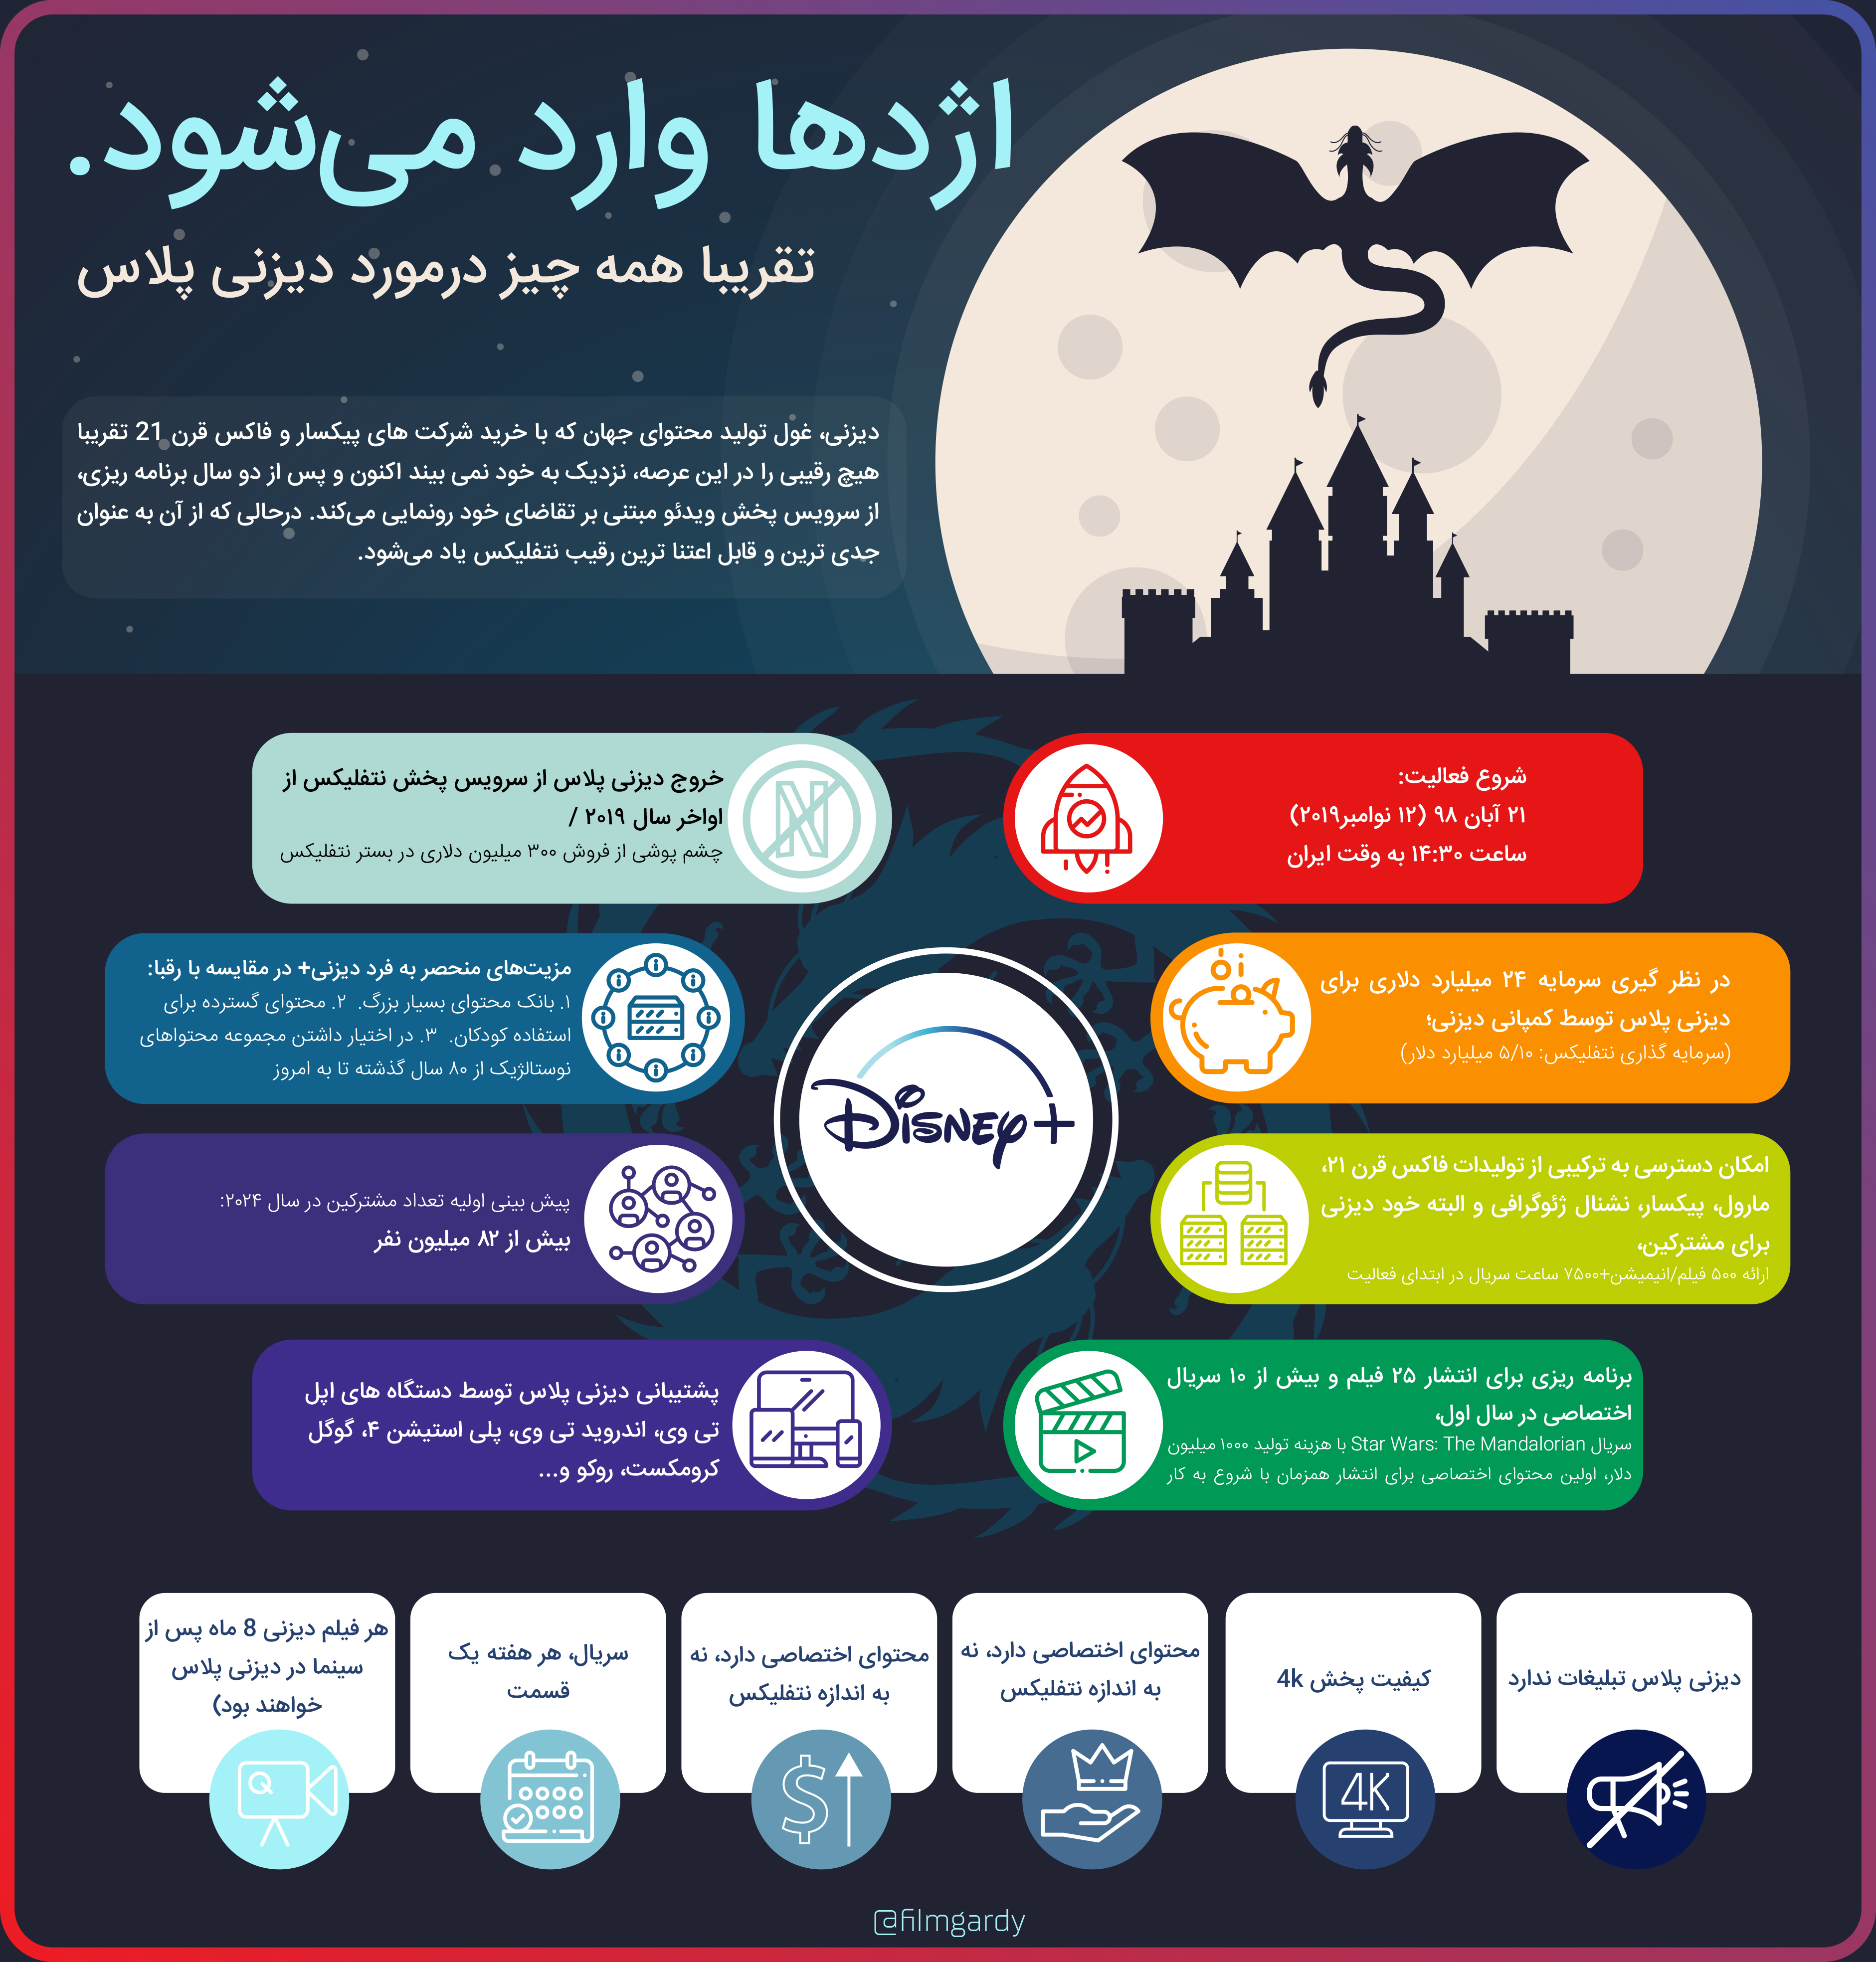 اژدها وارد می‌شود.
تقریبا همه چیز درمورد دیزنی پلاس
دیزنی، غول تولید محتوای جهان که با خرید شرکت های پیکسار و فاکس قرن 21 تقریبا
هیچ رقیبی را در این عرصه، نزدیک به خود نمی بیند اکنون و پس از دو سال برنامه ریزی،
از سرویس پخش ویدئو مبتنی بر تقاضای خود رونمایی می‌کند. درحالی که از آن به عنوان
جدی ترین و قابل اعتنا ترین رقیب نتفلیکس یاد می‌شود.
شروع فعالیت:
۲۱ آبان ۹۸ (۱۲ نوامبر۲۰۱۹)
ساعت ۱۴:۳۰ به وقت ایران
خروج دیزنی پلاس از سرویس پخش نتفلیکس از
اواخر سال ۲۰۱۹ /
چشم پوشی از فروش ۳۰۰ میلیون دلاری در بستر نتفلیکس
N
در نظر گیری سرمایه ۲۴ میلیارد دلاری برای
دیزنی پلاس توسط کمپانی دیزنی؛
(سرمایه گذاری نتفلیکس: ۵/۱۰ میلیارد دلار)
مزیت‌های منحصر به فرد دیزنی+ در مقایسه با رقبا:
۱. بانک محتوای بسیار بزرگ. ۲. محتوای گسترده برای
استفاده کودکان. ۳. در اختیار داشتن مجموعه محتواهای
نوستالژیک از ۸۰ سال گذشته تا به امروز
Disney+
امکان دسترسی به ترکیبی از تولیدات فاکس قرن ۲۱،
مارول، پیکسار، نشنال ژئوگرافی و البته خود دیزنی
برای مشترکین،
ارائه ۵۰۰ فیلم/انیمیشن+۷۵۰۰ ساعت سریال در ابتدای فعالیت
پیش بینی اولیه تعداد مشترکین در سال ۲۰۲۴:
بیش از ۸۲ میلیون نفر
برنامه ریزی برای انتشار ۲۵ فیلم و بیش از ۱۰ سریال
اختصاصی در سال اول،
سریال Star Wars: The Mandalorian با هزینه تولید ۱۰۰۰ میلیون
دلار، اولین محتوای اختصاصی برای انتشار همزمان با شروع به کار
پشتیبانی دیزنی پلاس توسط دستگاه های اپل
تی وی، اندروید تی وی، پلی استیشن ۴، گوگل
کرومکست، روکو و...
دیزنی پلاس تبلیغات ندارد
کیفیت پخش 4k
4K
محتوای اختصاصی دارد، نه
به اندازه نتفلیکس
محتوای اختصاصی دارد، نه
به اندازه نتفلیکس
$
سریال، هر هفته یک
قسمت
هر فیلم دیزنی 8 ماه پس از
سینما در دیزنی پلاس
خواهند بود)
@filmgardy